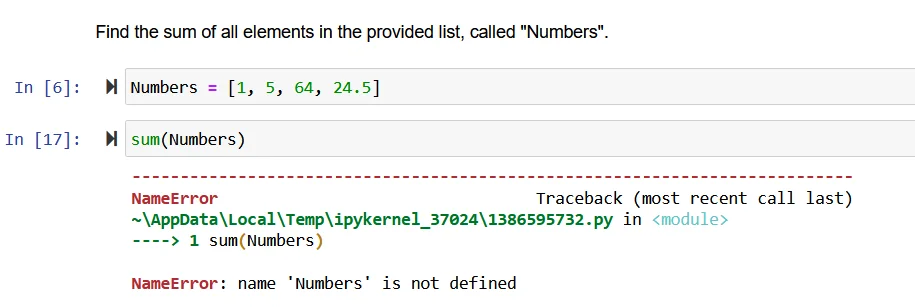 Find the sum of all elements in the provided list, called "Numbers".
In [6]: Numbers = [1, 5, 64, 24.5]
In [17]: sum(Numbers)
---------------------------------------------------------------------------
NameError                                 Traceback (most recent call last)
~\AppData\Local\Temp\ipykernel_37024\1386595732.py in <module>
----> 1 sum(Numbers)
NameError: name 'Numbers' is not defined